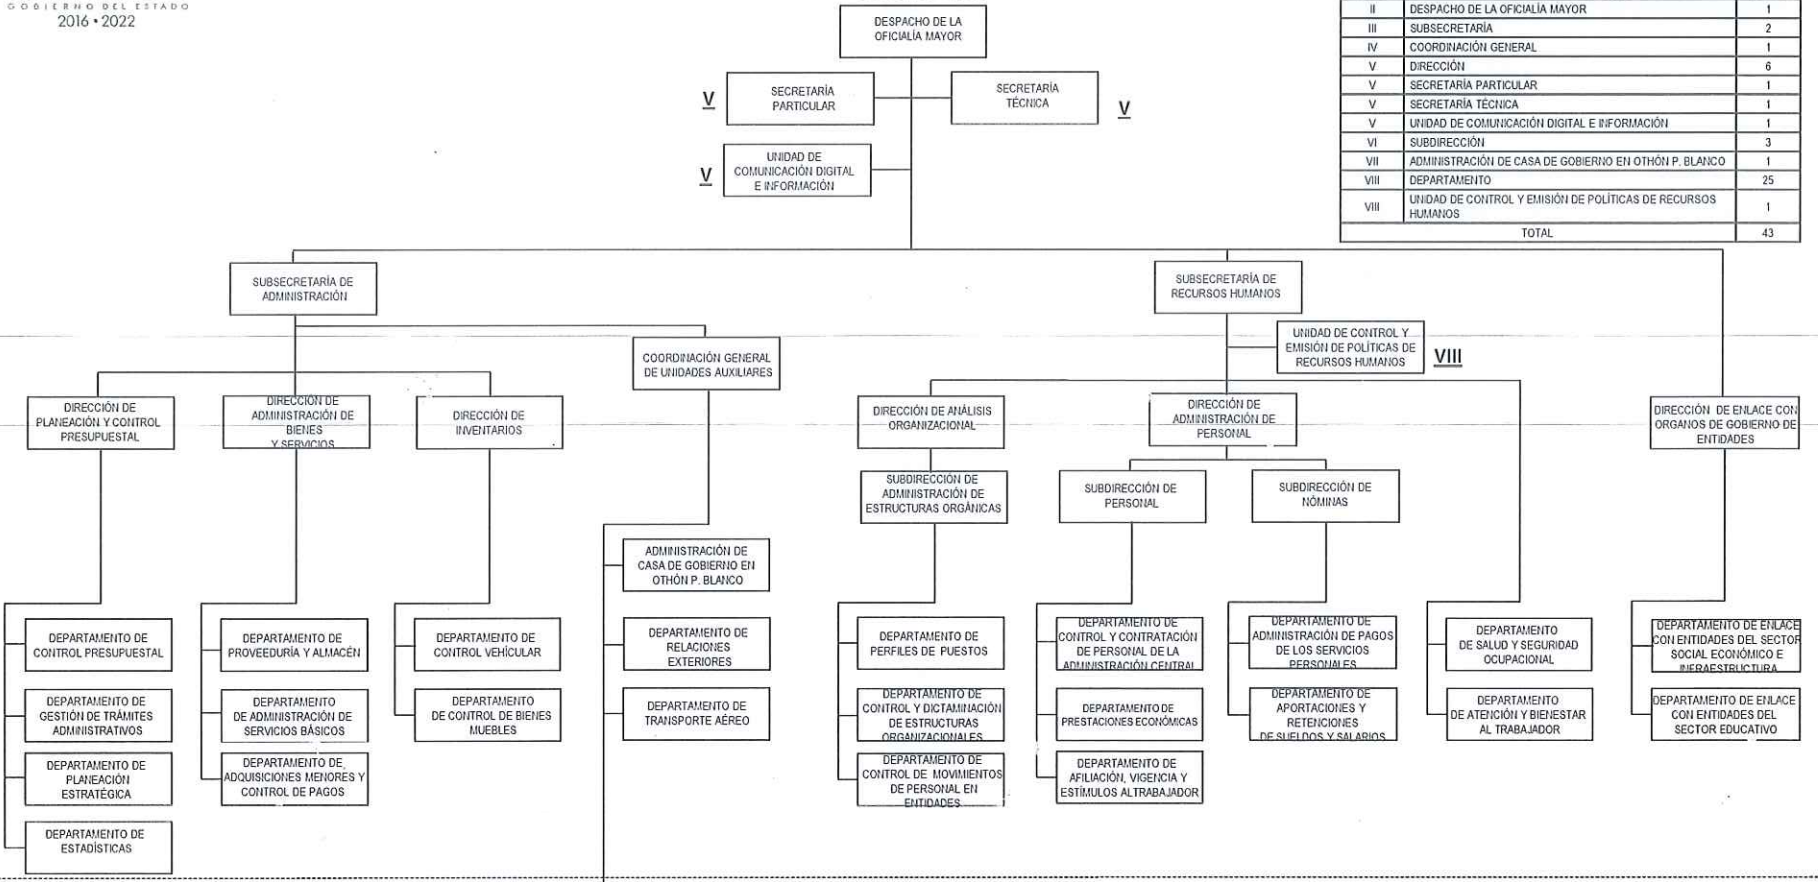 GOBIERNO DEL ESTADO
2016 • 2022
DESPACHO DE LA
OFICIALÍA MAYOR
SECRETARÍA
PARTICULAR
V
SECRETARÍA
TÉCNICA
V
UNIDAD DE
COMUNICACIÓN DIGITAL
E INFORMACIÓN
V
II DESPACHO DE LA OFICIALÍA MAYOR 1
III SUBSECRETARÍA 2
IV COORDINACIÓN GENERAL 1
V DIRECCIÓN 6
V SECRETARÍA PARTICULAR 1
V SECRETARÍA TÉCNICA 1
V UNIDAD DE COMUNICACIÓN DIGITAL E INFORMACIÓN 1
VI SUBDIRECCIÓN 3
VII ADMINISTRACIÓN DE CASA DE GOBIERNO EN OTHÓN P. BLANCO 1
VIII DEPARTAMENTO 25
VIII UNIDAD DE CONTROL Y EMISIÓN DE POLÍTICAS DE RECURSOS
HUMANOS 1
TOTAL 43
SUBSECRETARÍA DE
ADMINISTRACIÓN
SUBSECRETARÍA DE
RECURSOS HUMANOS
COORDINACIÓN GENERAL
DE UNIDADES AUXILIARES
UNIDAD DE CONTROL Y
EMISIÓN DE POLÍTICAS DE
RECURSOS HUMANOS
VIII
DIRECCIÓN DE
PLANEACIÓN Y CONTROL
PRESUPUESTAL
DIRECCIÓN DE
ADMINISTRACIÓN DE
BIENES
Y SERVICIOS
DIRECCIÓN DE
INVENTARIOS
DIRECCIÓN DE ANÁLISIS
ORGANIZACIONAL
DIRECCIÓN DE
ADMINISTRACIÓN DE
PERSONAL
DIRECCIÓN DE ENLACE CON
ORGANOS DE GOBIERNO DE
ENTIDADES
SUBDIRECCIÓN DE
ADMINISTRACIÓN DE
ESTRUCTURAS ORGÁNICAS
SUBDIRECCIÓN DE
PERSONAL
SUBDIRECCIÓN DE
NÓMINAS
ADMINISTRACIÓN DE
CASA DE GOBIERNO EN
OTHÓN P. BLANCO
DEPARTAMENTO DE
CONTROL PRESUPUESTAL
DEPARTAMENTO DE
PROVEEDURÍA Y ALMACÉN
DEPARTAMENTO DE
CONTROL VEHÍCULAR
DEPARTAMENTO DE
RELACIONES
EXTERIORES
DEPARTAMENTO DE
PERFILES DE PUESTOS
DEPARTAMENTO DE
CONTROL Y CONTRATACIÓN
DE PERSONAL DE LA
ADMINISTRACIÓN CENTRAL
DEPARTAMENTO DE
ADMINISTRACIÓN DE PAGOS
DE LOS SERVICIOS
PERSONALES
DEPARTAMENTO
DE SALUD Y SEGURIDAD
OCUPACIONAL
DEPARTAMENTO DE ENLACE
CON ENTIDADES DEL SECTOR
SOCIAL ECONÓMICO E
INFRAESTRUCTURA
DEPARTAMENTO DE
GESTIÓN DE TRÁMITES
ADMINISTRATIVOS
DEPARTAMENTO
DE ADMINISTRACIÓN DE
SERVICIOS BÁSICOS
DEPARTAMENTO
DE CONTROL DE BIENES
MUEBLES
DEPARTAMENTO DE
TRANSPORTE AÉREO
DEPARTAMENTO DE
CONTROL Y DICTAMINACIÓN
DE ESTRUCTURAS
ORGANIZACIONALES
DEPARTAMENTO DE
PRESTACIONES ECONÓMICAS
DEPARTAMENTO DE
APORTACIONES Y
RETENCIONES
DE SUELDOS Y SALARIOS
DEPARTAMENTO
DE ATENCIÓN Y BIENESTAR
AL TRABAJADOR
DEPARTAMENTO DE ENLACE
CON ENTIDADES DEL
SECTOR EDUCATIVO
DEPARTAMENTO DE
PLANEACIÓN
ESTRATÉGICA
DEPARTAMENTO DE
ADQUISICIONES MENORES Y
CONTROL DE PAGOS
DEPARTAMENTO DE
CONTROL DE MOVIMIENTOS
DE PERSONAL EN
ENTIDADES
DEPARTAMENTO DE
AFILIACIÓN, VIGENCIA Y
ESTÍMULOS ALTRABAJADOR
DEPARTAMENTO DE
ESTADÍSTICAS